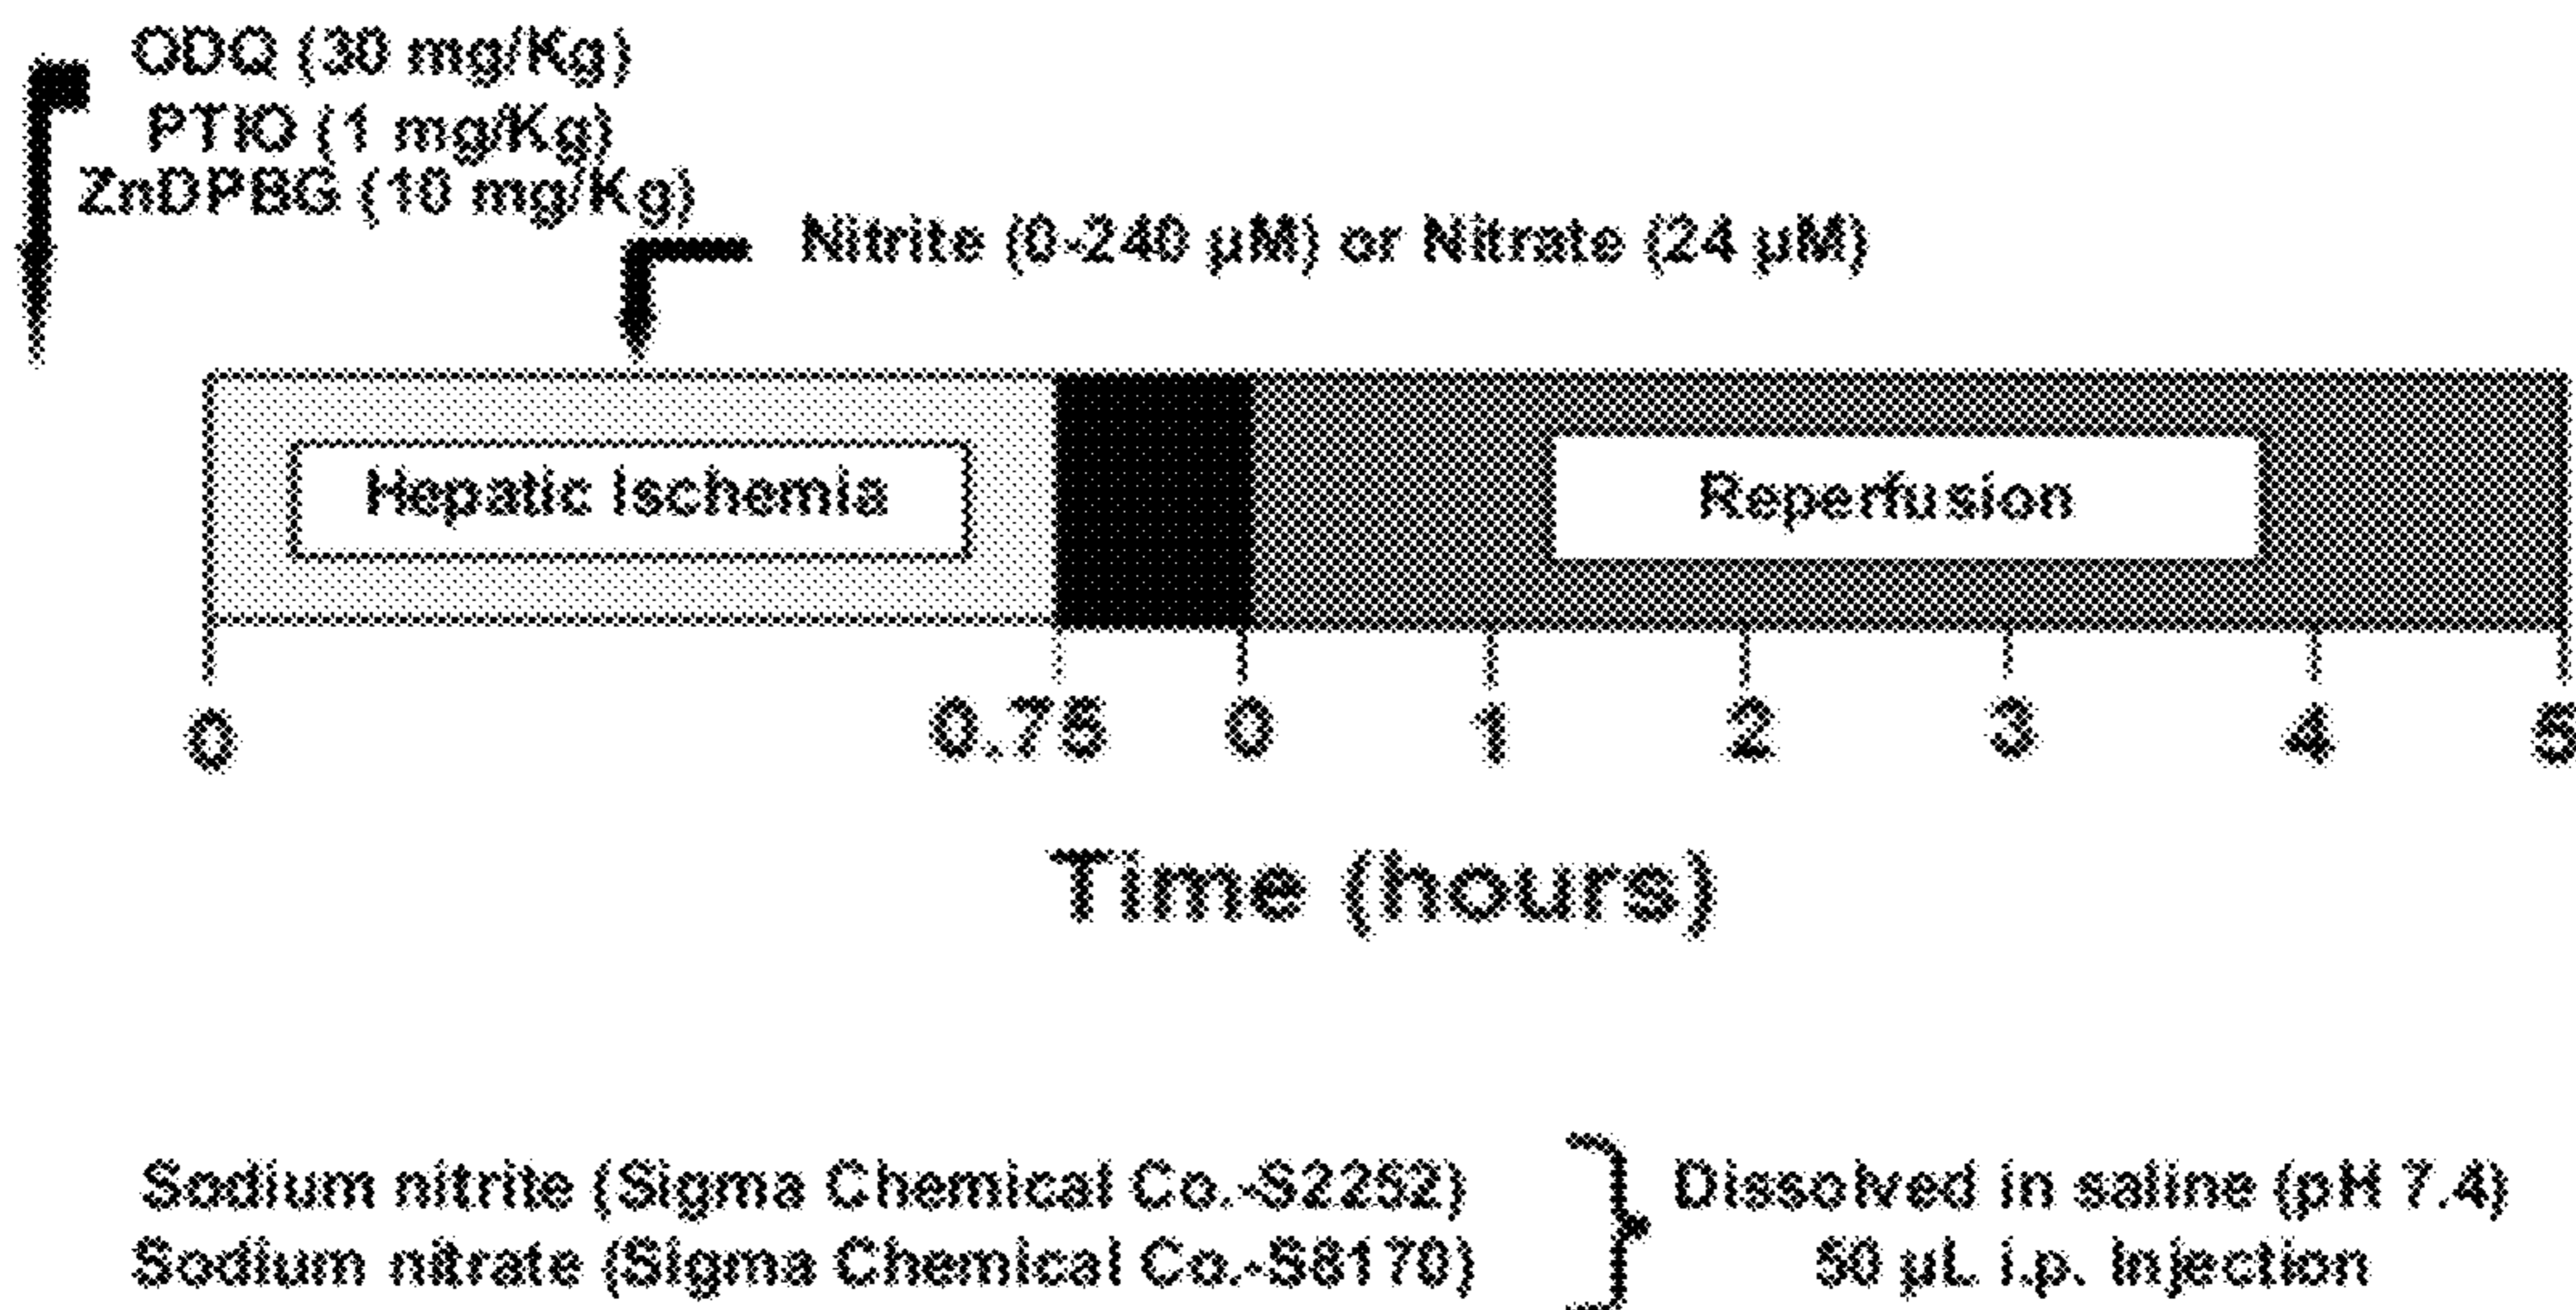 ODQ (30 mg/Kg)
PTIO (1 mg/Kg)
ZnDPBG (10 mg/Kg)
Nitrite (0-240 µM) or Nitrate (24 µM)
Hepatic Ischemia
Reperfusion
0 0.75 0 1 2 3 4 5
Time (hours)
Sodium nitrite (Sigma Chemical Co.-S2252)
Sodium nitrate (Sigma Chemical Co.-S8170)
Dissolved in saline (pH 7.4)
50 µL i.p. Injection